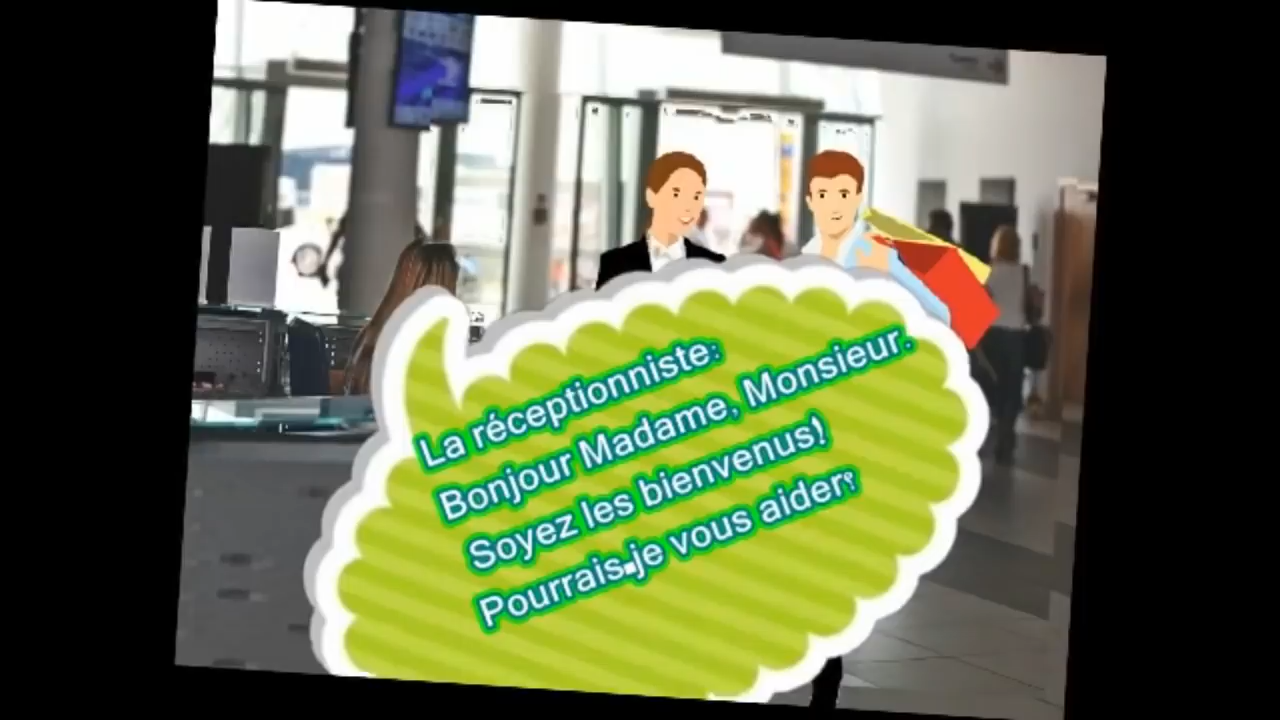 La réceptionniste:
Bonjour Madame, Monsieur.
Soyez les bienvenus!
Pourrais-je vous aider؟